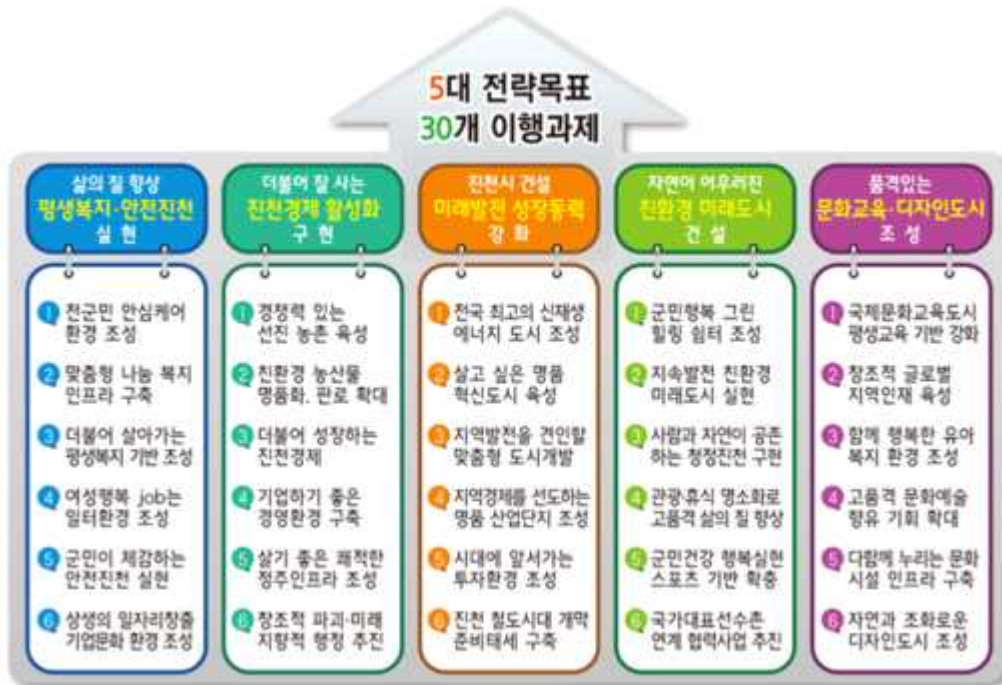 5대 전략목표
30개 이행과제
삶의 질 향상
평생복지·안전진천
실 현
1 전군민 안심케어
환경 조성
2 맞춤형 나눔 복지
인프라 구축
3 더불어 살아가는
평생복지 기반 조성
4 여성행복 job는
일터환경 조성
5 군민이 체감하는
안전진천 실현
6 상생의 일자리창출
기업문화 환경 조성
더불어 잘 사는
진천경제 활성화
구 현
1 경쟁력 있는
선진 농촌 육성
2 친환경 농산물
명품화, 판로 확대
3 더불어 성장하는
진천경제
4 기업하기 좋은
경영환경 구축
5 살기 좋은 쾌적한
정주인프라 조성
6 창조적 파괴·미래
지향적 행정 추진
진천시 건설
미래발전 성장동력
강 화
1 전국 최고의 신재생
에너지 도시 조성
2 살고 싶은 명품
혁신도시 육성
3 지역발전을 견인할
맞춤형 도시개발
4 지역경제를 선도하는
명품 산업단지 조성
5 시대에 앞서가는
투자환경 조성
6 진천 철도시대 개막
준비태세 구축
자연이 어우러진
친환경 미래도시
건 설
1 군민행복 그린
힐링 쉼터 조성
2 지속발전 친환경
미래도시 실현
3 사람과 자연이 공존
하는 청정진천 구현
4 관광·휴식 명소화로
고품격 삶의 질 향상
5 군민건강 행복실현
스포츠 기반 확충
6 국가대표선수촌
연계 협력사업 추진
품격있는
문화교육·디자인도시
조 성
1 국제문화교육도시
평생교육 기반 강화
2 창조적 글로벌
지역인재 육성
3 함께 행복한 유아
복지 환경 조성
4 고품격 문화예술
향유 기회 확대
5 다함께 누리는 문화
시설 인프라 구축
6 자연과 조화로운
디자인도시 조성